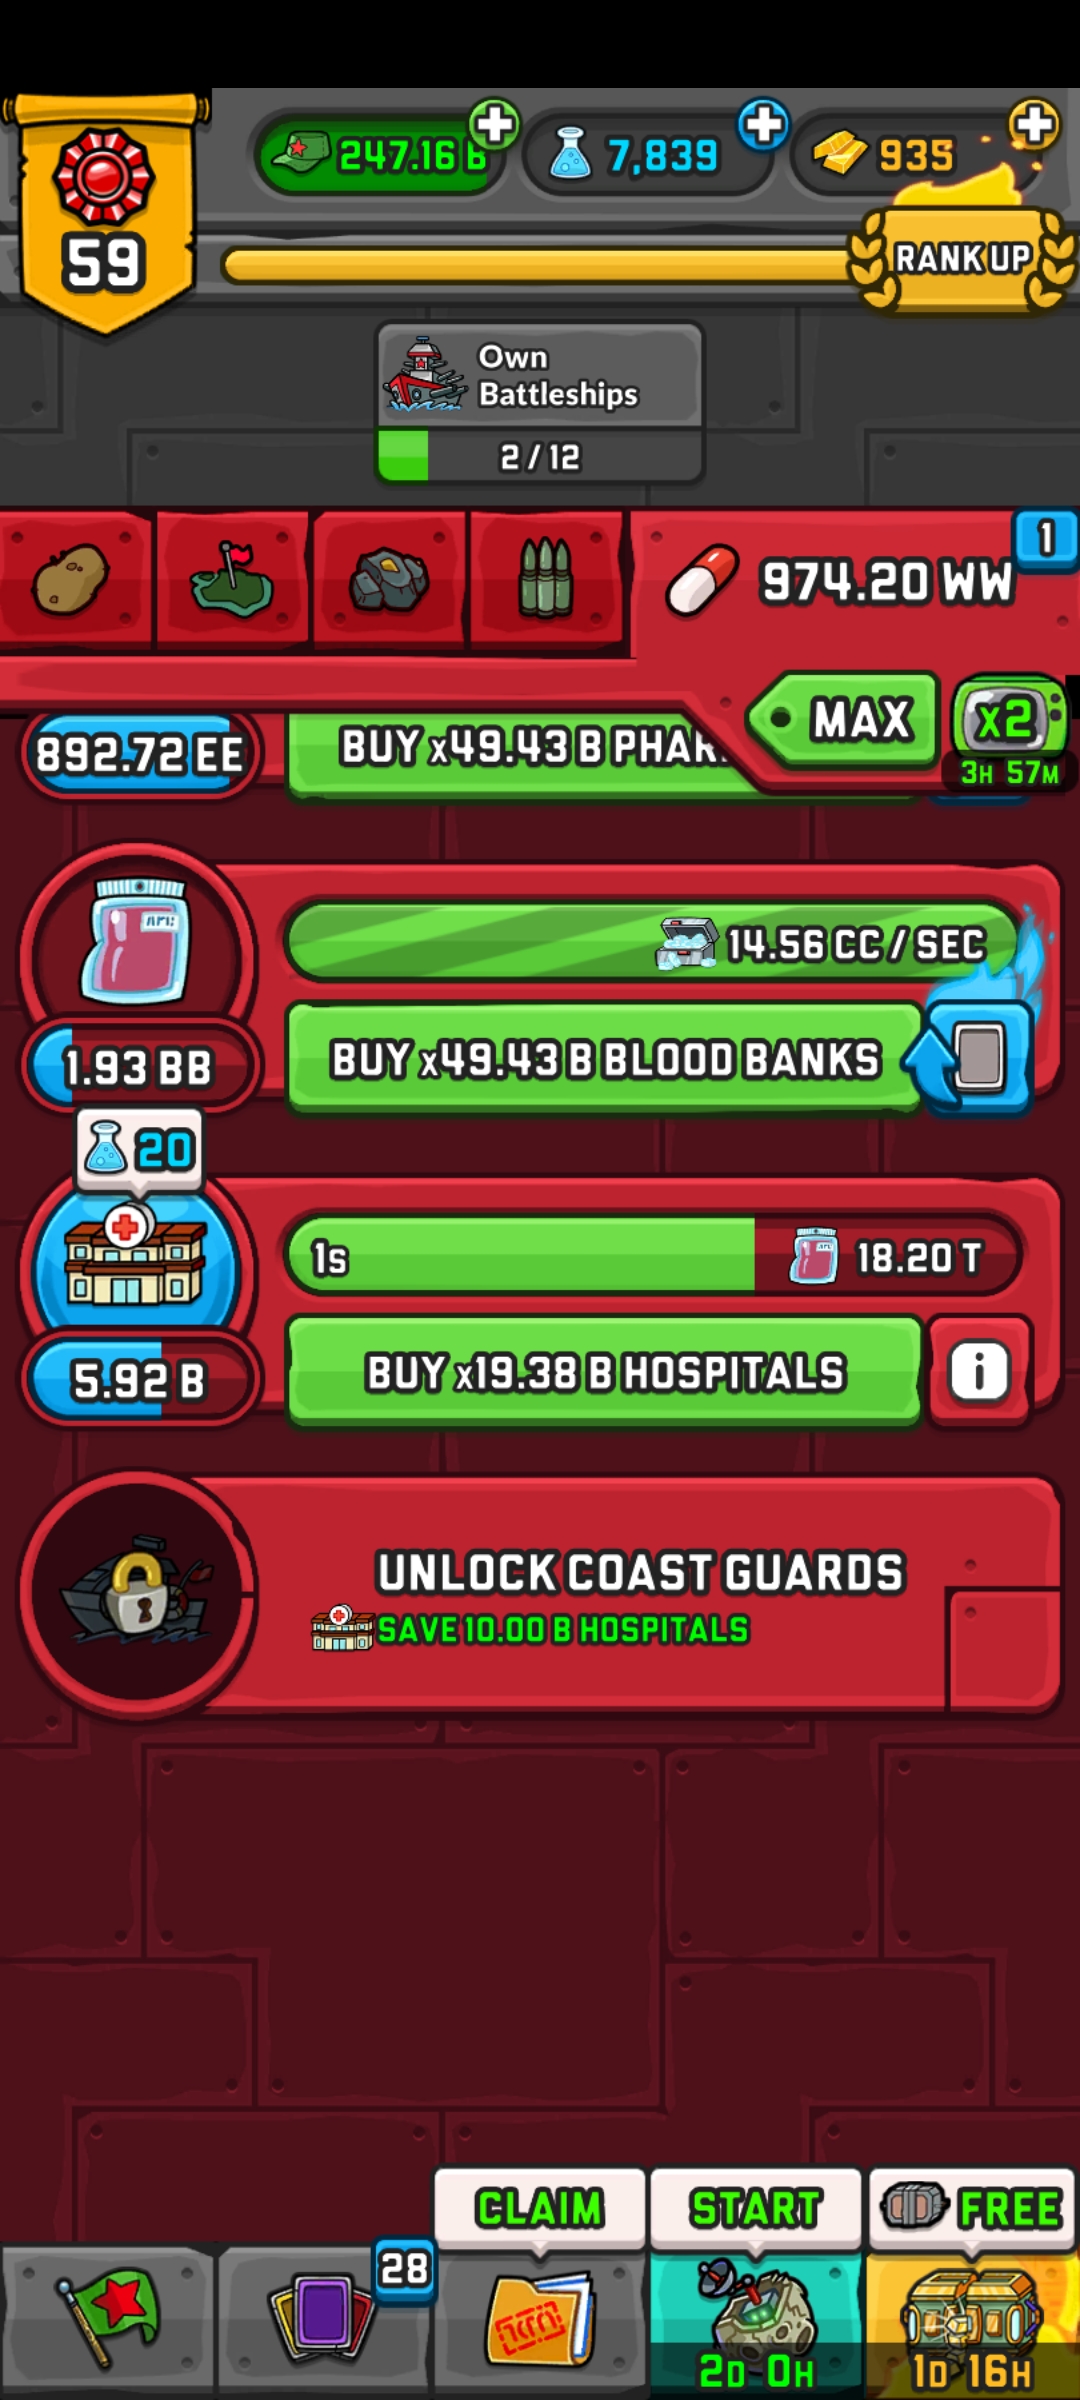 247.16 B
7,839
935
59
RANK UP
Own
Battleships
2 / 12
1
974.20 WW
MAX
x2
3H 57M
892.72 EE
BUY x49.43 B PHAR
14.56 CC / SEC
1.93 BB
BUY x49.43 B BLOOD BANKS
20
1s
18.20 T
5.92 B
BUY x19.38 B HOSPITALS
i
UNLOCK COAST GUARDS
SAVE 10.00 B HOSPITALS
CLAIM
START
FREE
28
2D 0H
1D 16H